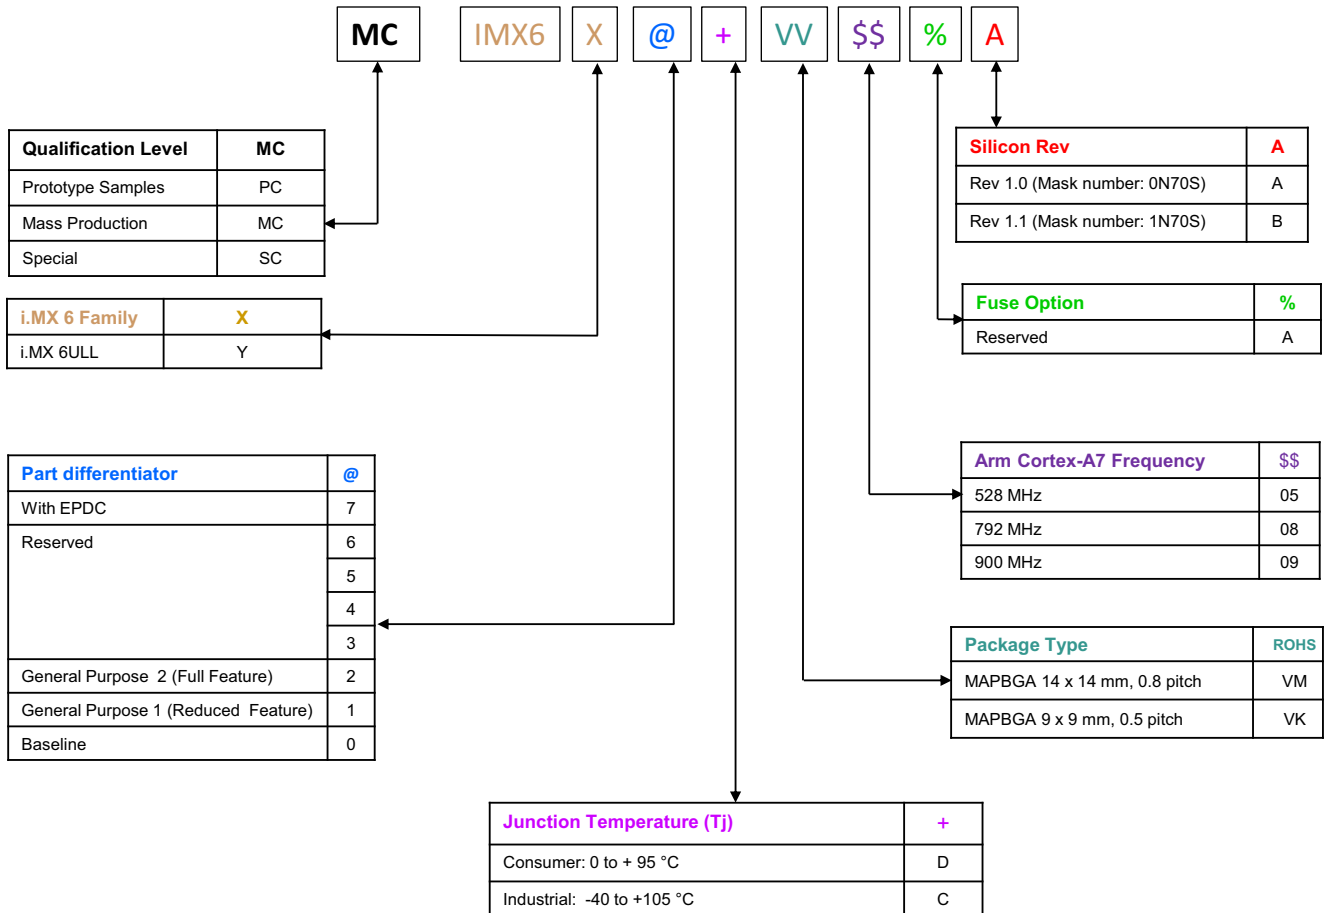 MC IMX6 X @ + VV $$ % A
Qualification Level MC
Prototype Samples PC
Mass Production MC
Special SC
Silicon Rev A
Rev 1.0 (Mask number: 0N70S) A
Rev 1.1 (Mask number: 1N70S) B
i.MX 6 Family X
i.MX 6ULL Y
Fuse Option %
Reserved A
Part differentiator @
With EPDC 7
Reserved 6
5
4
3
General Purpose 2 (Full Feature) 2
General Purpose 1 (Reduced Feature) 1
Baseline 0
Arm Cortex-A7 Frequency $$
528 MHz 05
792 MHz 08
900 MHz 09
Package Type ROHS
MAPBGA 14 x 14 mm, 0.8 pitch VM
MAPBGA 9 x 9 mm, 0.5 pitch VK
Junction Temperature (Tj) +
Consumer: 0 to + 95 °C D
Industrial: -40 to +105 °C C